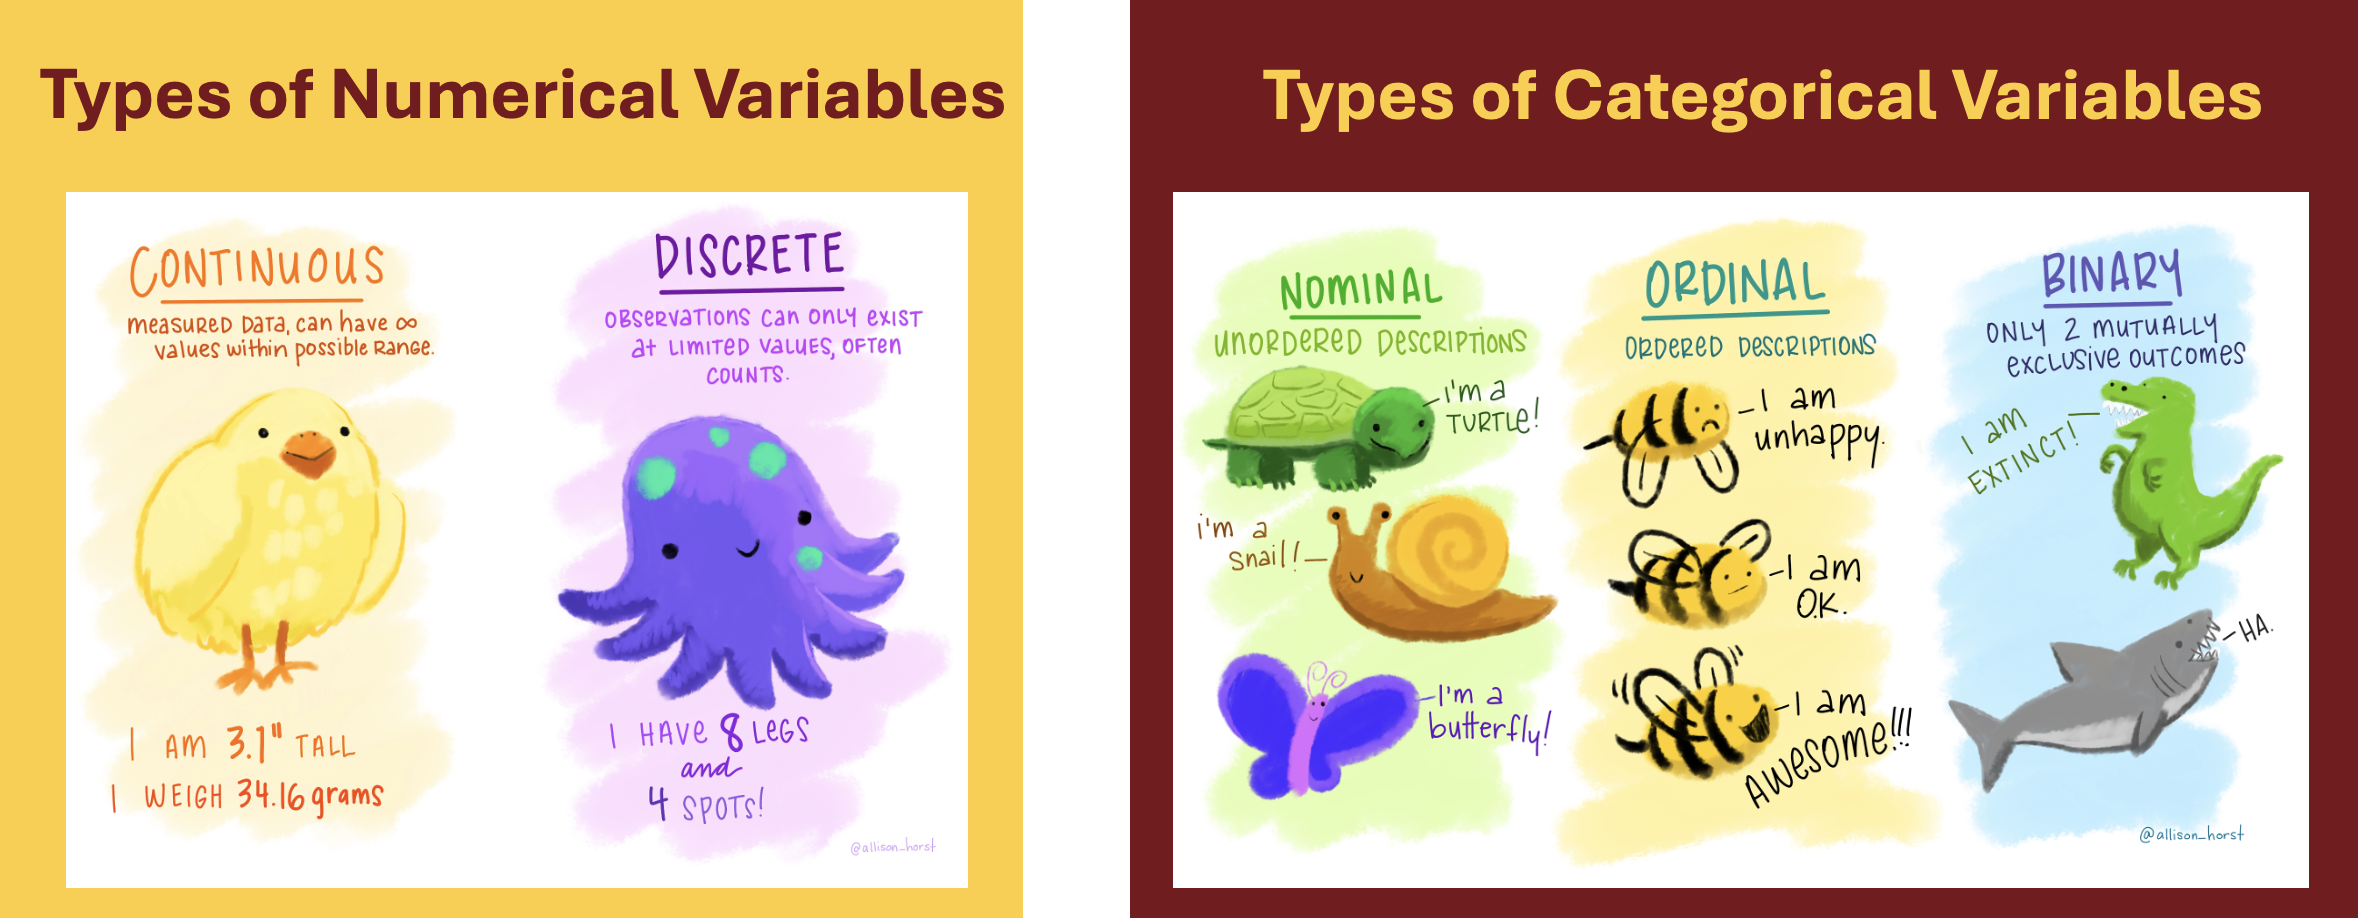 Types of Numerical Variables
CONTINUOUS
measured data, can have ∞
values within possible range.
I AM 3.1" TALL
I WEIGH 34.16 grams
DISCRETE
OBSERVATIONS CAN ONLY EXIST
at LIMITED VALUES, OFTEN
COUNTS.
I HAVE 8 LEGS
and
4 SPOTS!
@allison_horst
Types of Categorical Variables
NOMINAL
UNORDERED DESCRIPTIONS
i'm a
TURTLE!
i'm a
snail!
I'm a
butterfly!
ORDINAL
ORDERED DESCRIPTIONS
I am
unhappy.
I am
O.K.
I am
AWESOME!!!
BINARY
ONLY 2 MUTUALLY
EXCLUSIVE OUTCOMES
I am
EXTINCT!
HA.
@allison_horst